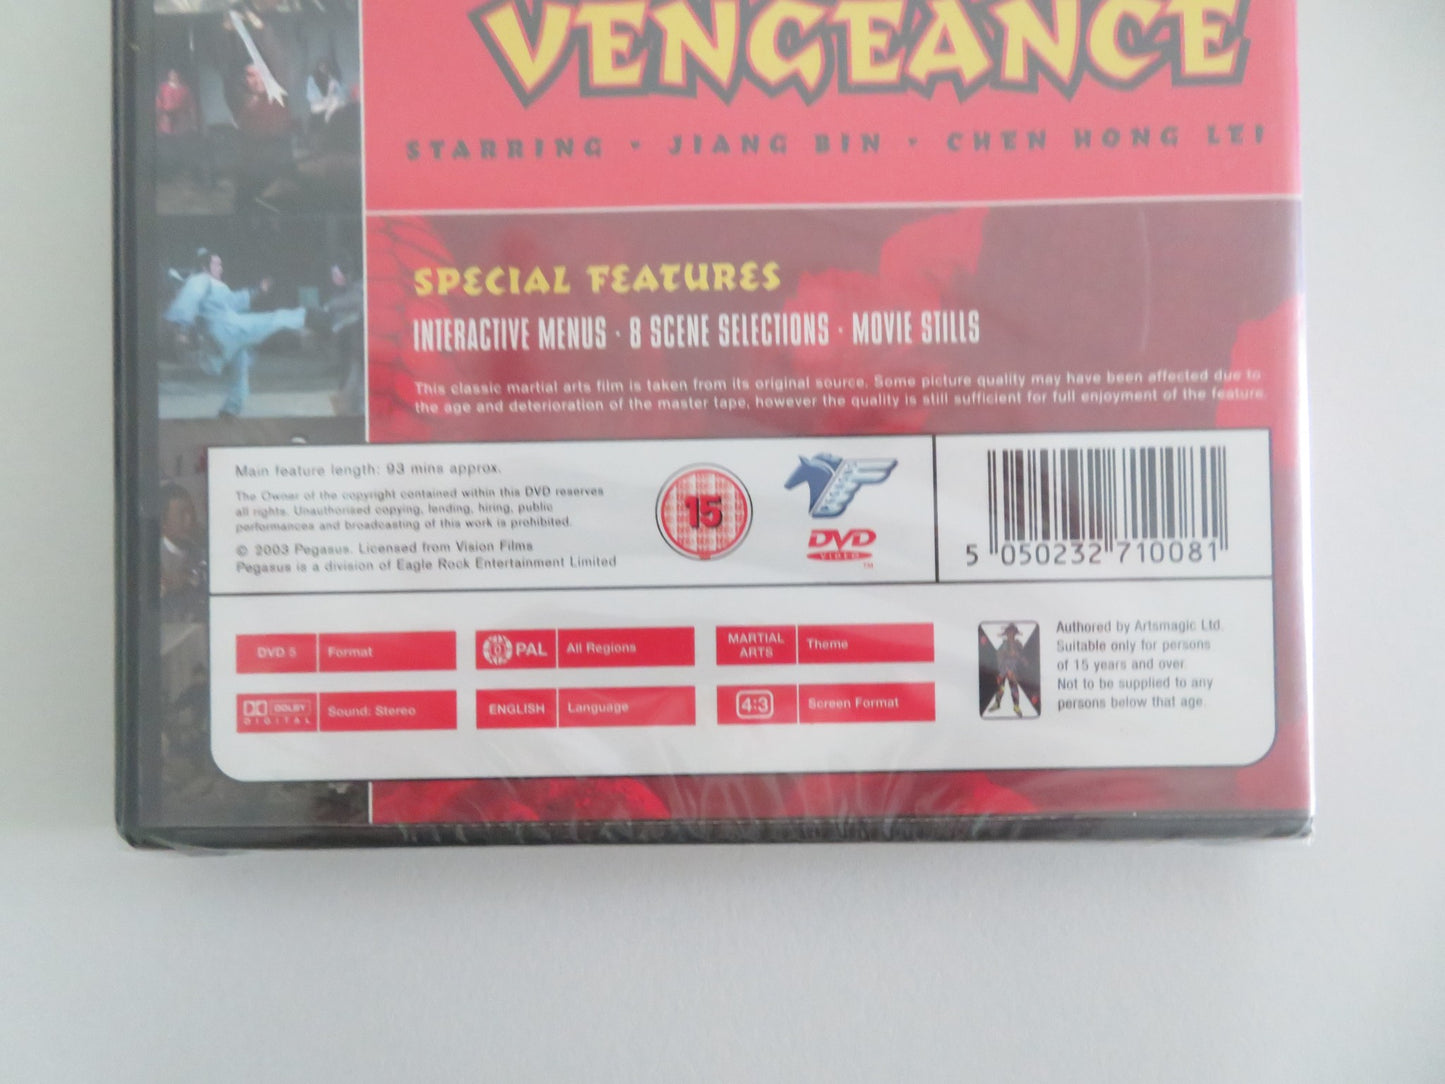 VENGEANCE
STARRING · JIANG BIN · CHEN HONG LEI
SPECIAL FEATURES
INTERACTIVE MENUS · 8 SCENE SELECTIONS · MOVIE STILLS
This classic martial arts film is taken from its original source. Some picture quality may have been affected due to
the age and deterioration of the master tape, however the quality is still sufficient for full enjoyment of the feature.
Main feature length: 93 mins approx.
The Owner of the copyright contained within this DVD reserves
all rights. Unauthorised copying, lending, hiring, public
performances and broadcasting of this work is prohibited.
© 2003 Pegasus. Licensed from Vision Films
Pegasus is a division of Eagle Rock Entertainment Limited
15
DVD
VIDEO
TM
5 050232 710081
DVD 5 Format
PAL All Regions
MARTIAL
ARTS Theme
DOLBY
DIGITAL Sound: Stereo
ENGLISH Language
4:3 Screen Format
Authored by Artsmagic Ltd.
Suitable only for persons
of 15 years and over.
Not to be supplied to any
persons below that age.